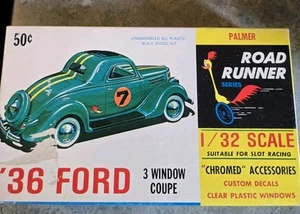 50¢
UNASSEMBLED ALL PLASTIC
SCALE MODEL KIT
PALMER
ROAD
RUNNER
SERIES
7
1/32 SCALE
SUITABLE FOR SLOT RACING
'36 FORD
3 WINDOW
COUPE
"CHROMED" ACCESSORIES
CUSTOM DECALS
CLEAR PLASTIC WINDOWS